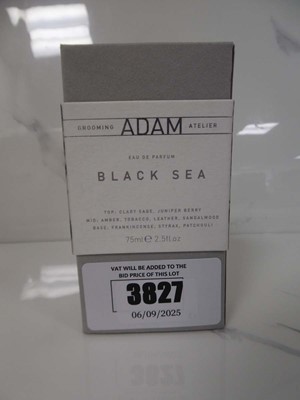 GROOMING ADAM ATELIER
EAU DE PARFUM
BLACK SEA
TOP. CLARY SAGE, JUNIPER BERRY
MID. AMBER, TOBACCO, LEATHER, SANDALWOOD
BASE. FRANKINCENSE, STYRAX, PATCHOULI
75ml e 2.5fl.oz
VAT WILL BE ADDED TO THE
BID PRICE OF THIS LOT
3827
06/09/2025